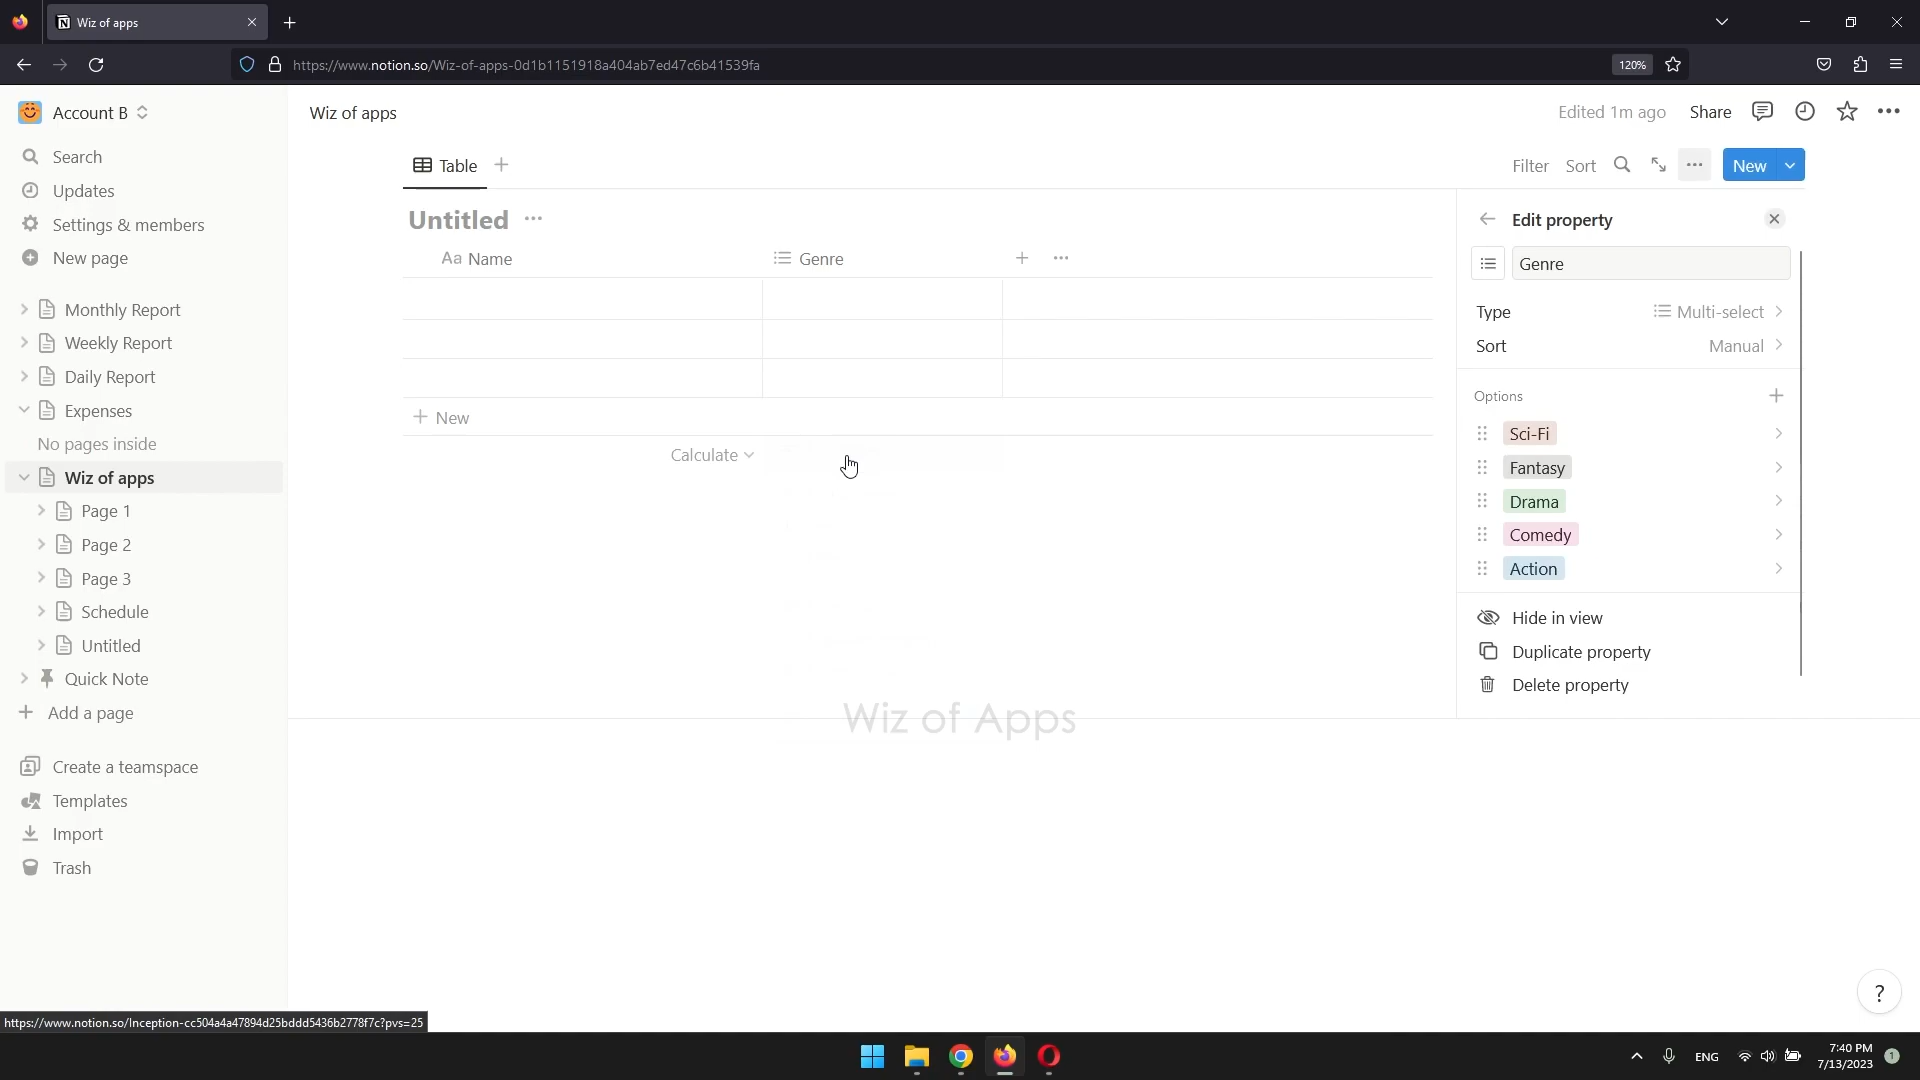 Wiz of apps
https://www.notion.so/Wiz-of-apps-0d1b1151918a404ab7ed47c6b41539fa
120%
Account B
Wiz of apps
Edited 1m ago
Share
Search
Updates
Settings & members
New page
Monthly Report
Weekly Report
Daily Report
Expenses
No pages inside
Wiz of apps
Page 1
Page 2
Page 3
Schedule
Untitled
Quick Note
Add a page
Create a teamspace
Templates
Import
Trash
Table
Filter
Sort
New
Untitled
Aa Name
Genre
New
Calculate
Edit property
Genre
Type
Multi-select
Sort
Manual
Options
Sci-Fi
Fantasy
Drama
Comedy
Action
Hide in view
Duplicate property
Delete property
Wiz of Apps
?
https://www.notion.so/Inception-cc504a4a47894d25bddd5436b2778f7c?pvs=25
ENG
7:40 PM
7/13/2023
1